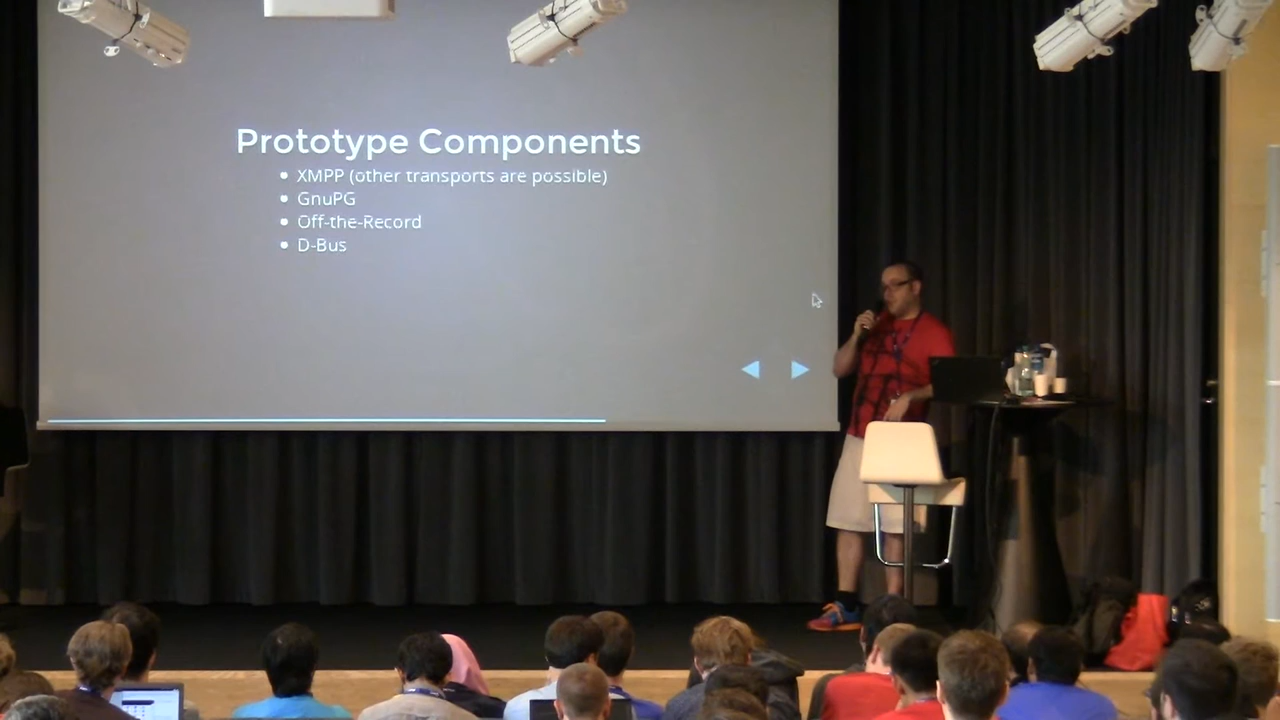 Prototype Components
XMPP (other transports are possible)
GnuPG
Off-the-Record
D-Bus